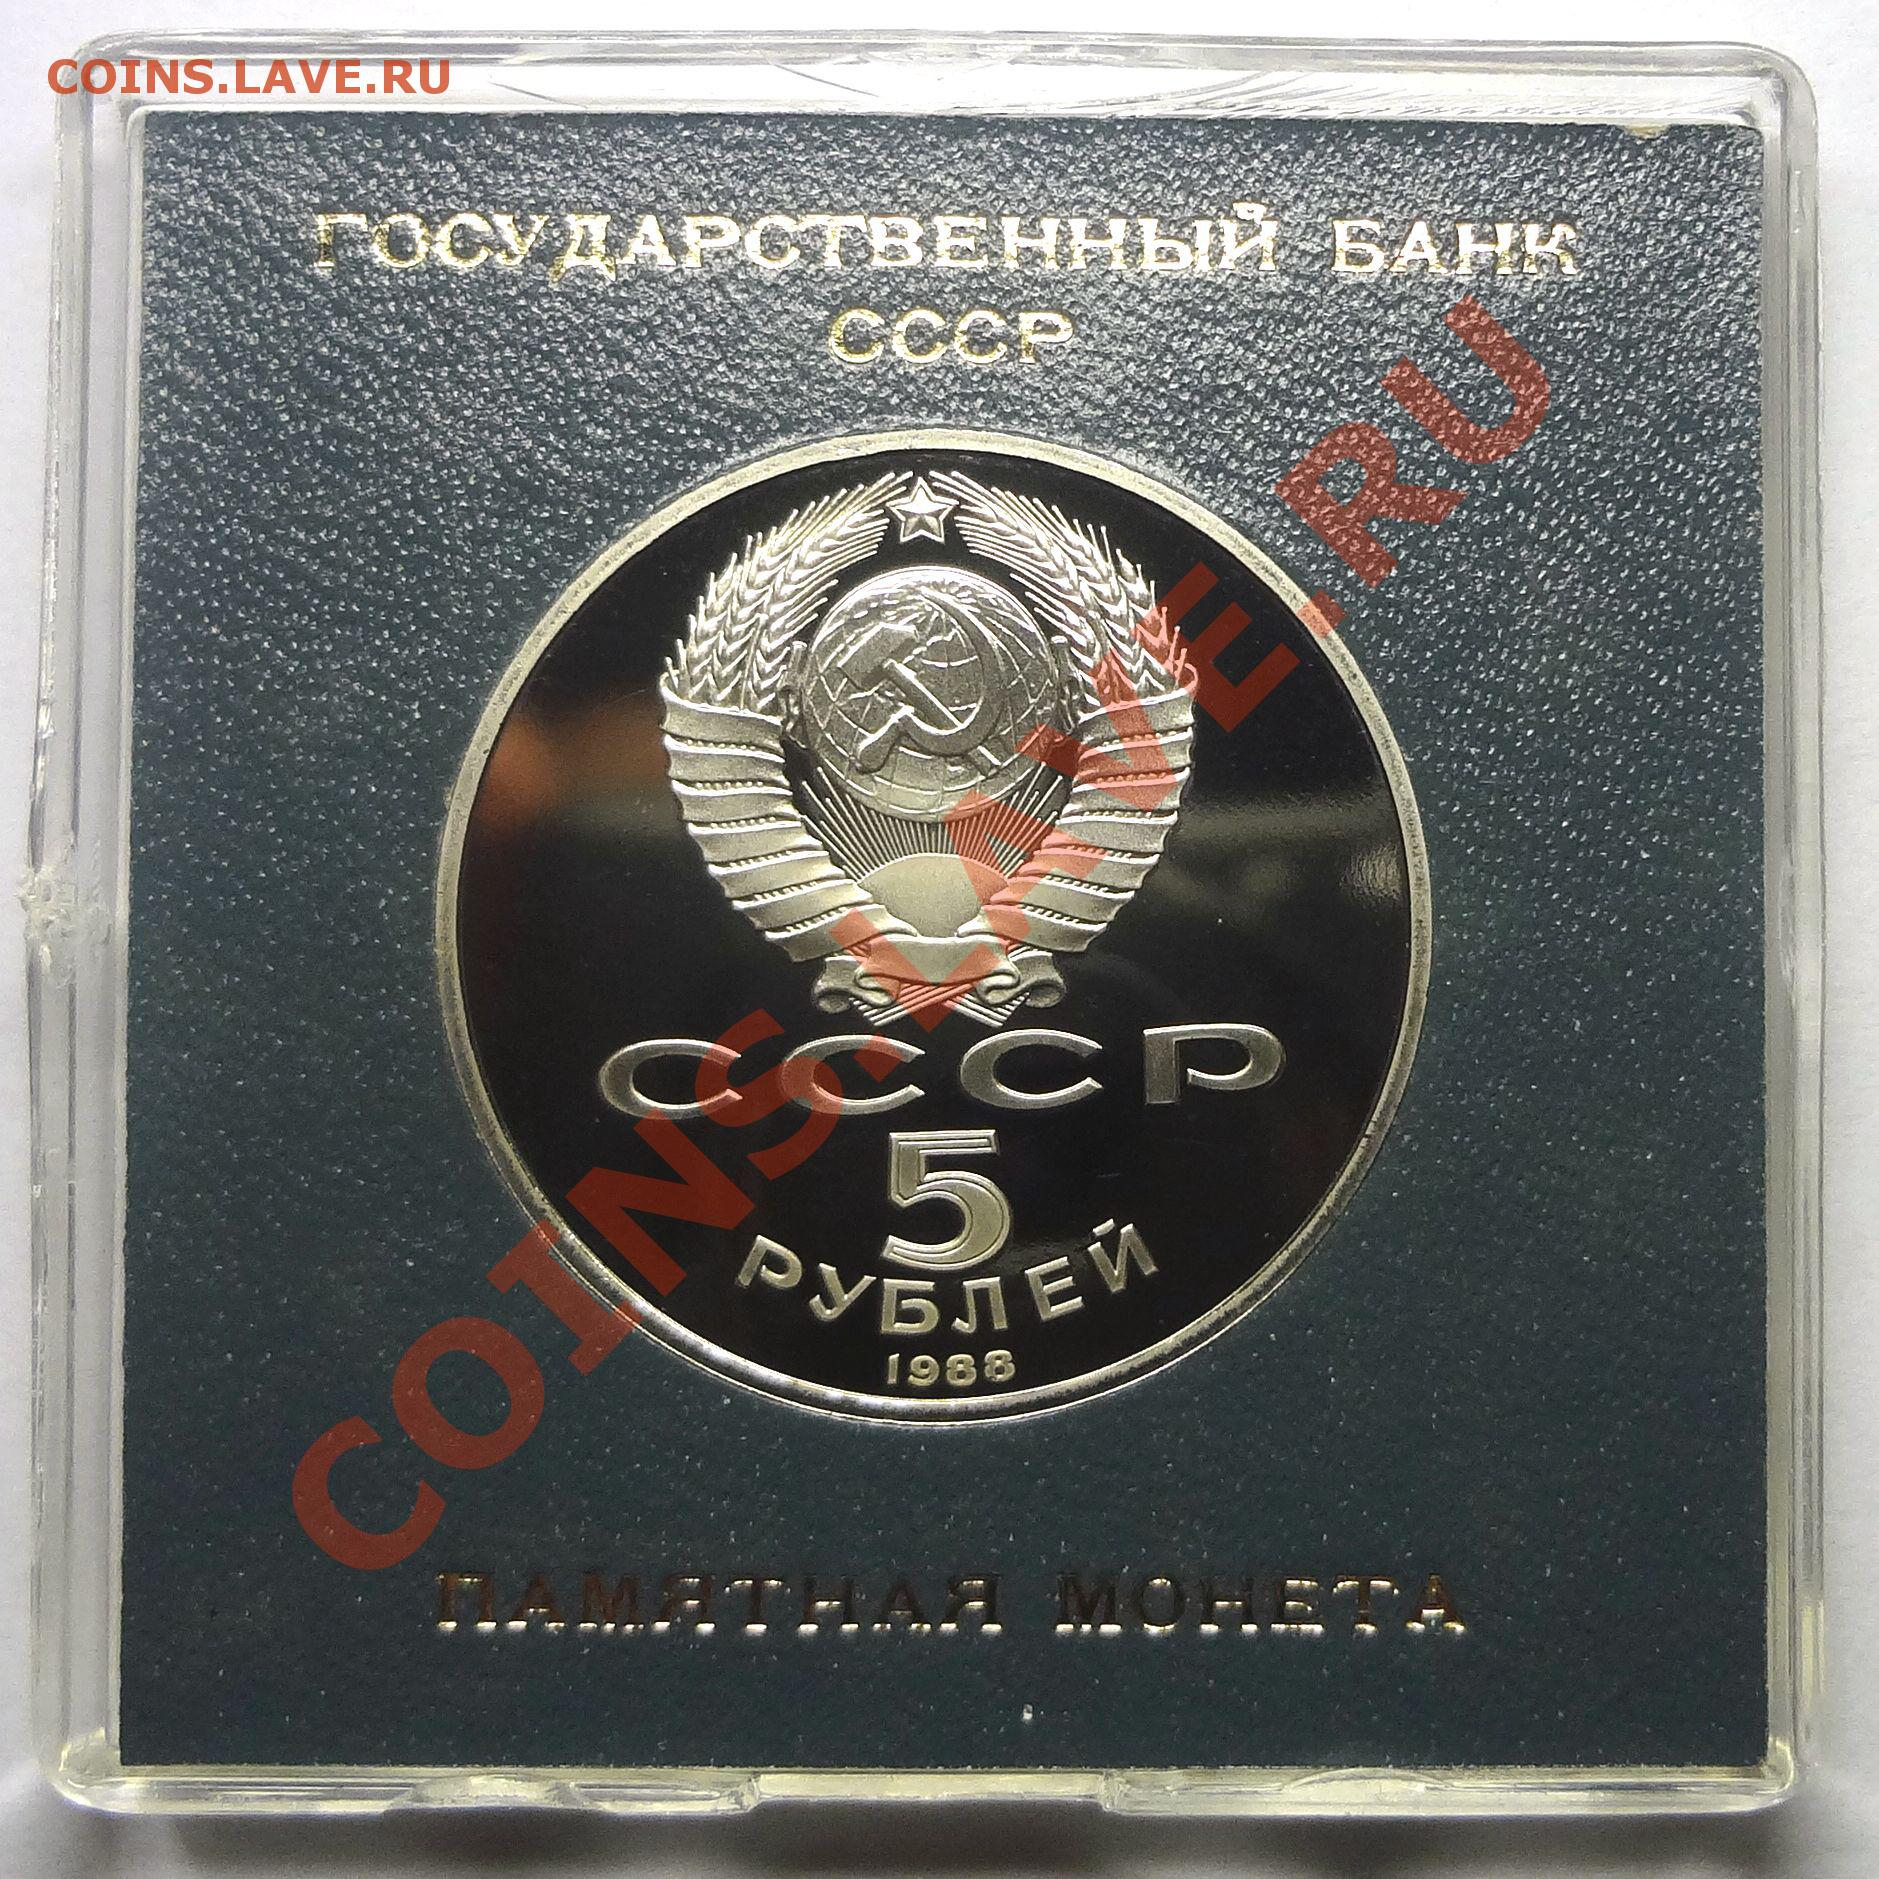 COINS.LAVE.RU
ГОСУДАРСТВЕННЫЙ БАНК
СССР
COINS.LAVE.RU
СССР
5
РУБЛЕЙ
1988
ПАМЯТНАЯ МОНЕТА